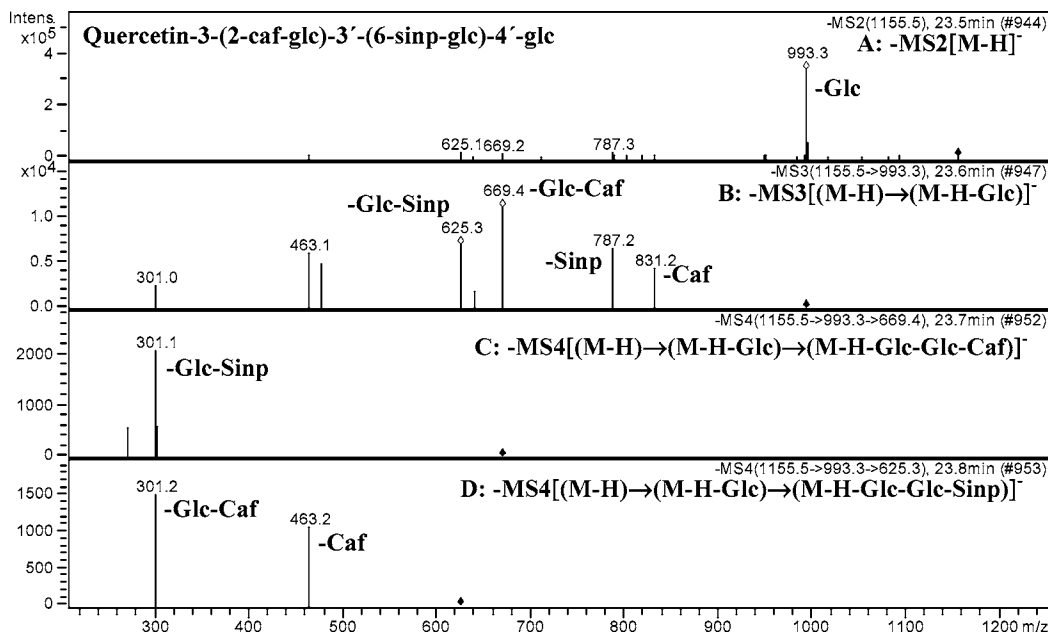 Intens.
x10⁵
Quercetin-3-(2-caf-glc)-3´-(6-sinp-glc)-4´-glc
-MS2(1155.5), 23.5min (#944)
A: -MS2[M-H]⁻
993.3
-Glc
4
2
0
625.1
669.2
787.3
x10⁴
-MS3(1155.5->993.3), 23.6min (#947)
B: -MS3[(M-H)→(M-H-Glc)]⁻
669.4
-Glc-Caf
-Glc-Sinp
625.3
1.0
0.5
0.0
301.0
463.1
-Sinp
787.2
831.2
-Caf
-MS4(1155.5->993.3->669.4), 23.7min (#952)
C: -MS4[(M-H)→(M-H-Glc)→(M-H-Glc-Glc-Caf)]⁻
301.1
-Glc-Sinp
2000
1000
0
-MS4(1155.5->993.3->625.3), 23.8min (#953)
D: -MS4[(M-H)→(M-H-Glc)→(M-H-Glc-Glc-Sinp)]⁻
301.2
-Glc-Caf
463.2
-Caf
1500
1000
500
0
300 400 500 600 700 800 900 1000 1100 1200 m/z